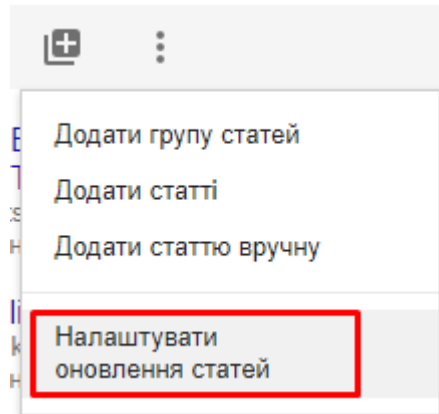 Додати групу статей
Додати статті
Додати статтю вручну
Налаштувати
оновлення статей